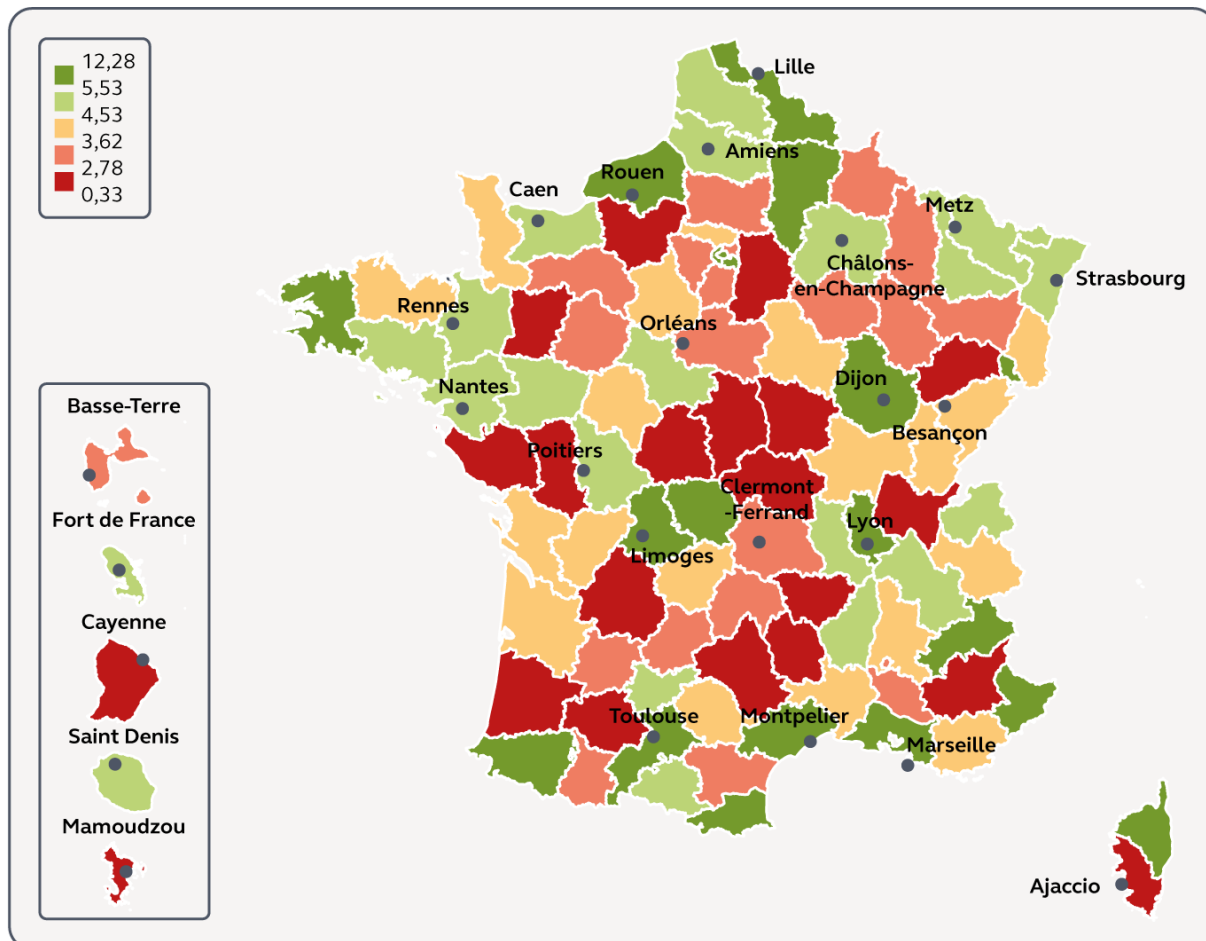 12,28
5,53
4,53
3,62
2,78
0,33
Lille
Amiens
Rouen
Caen
Metz
Châlons-
en-Champagne
Strasbourg
Rennes
Orléans
Dijon
Nantes
Besançon
Poitiers
Clermont
-Ferrand
Lyon
Limoges
Toulouse
Montpelier
Marseille
Ajaccio
Basse-Terre
Fort de France
Cayenne
Saint Denis
Mamoudzou